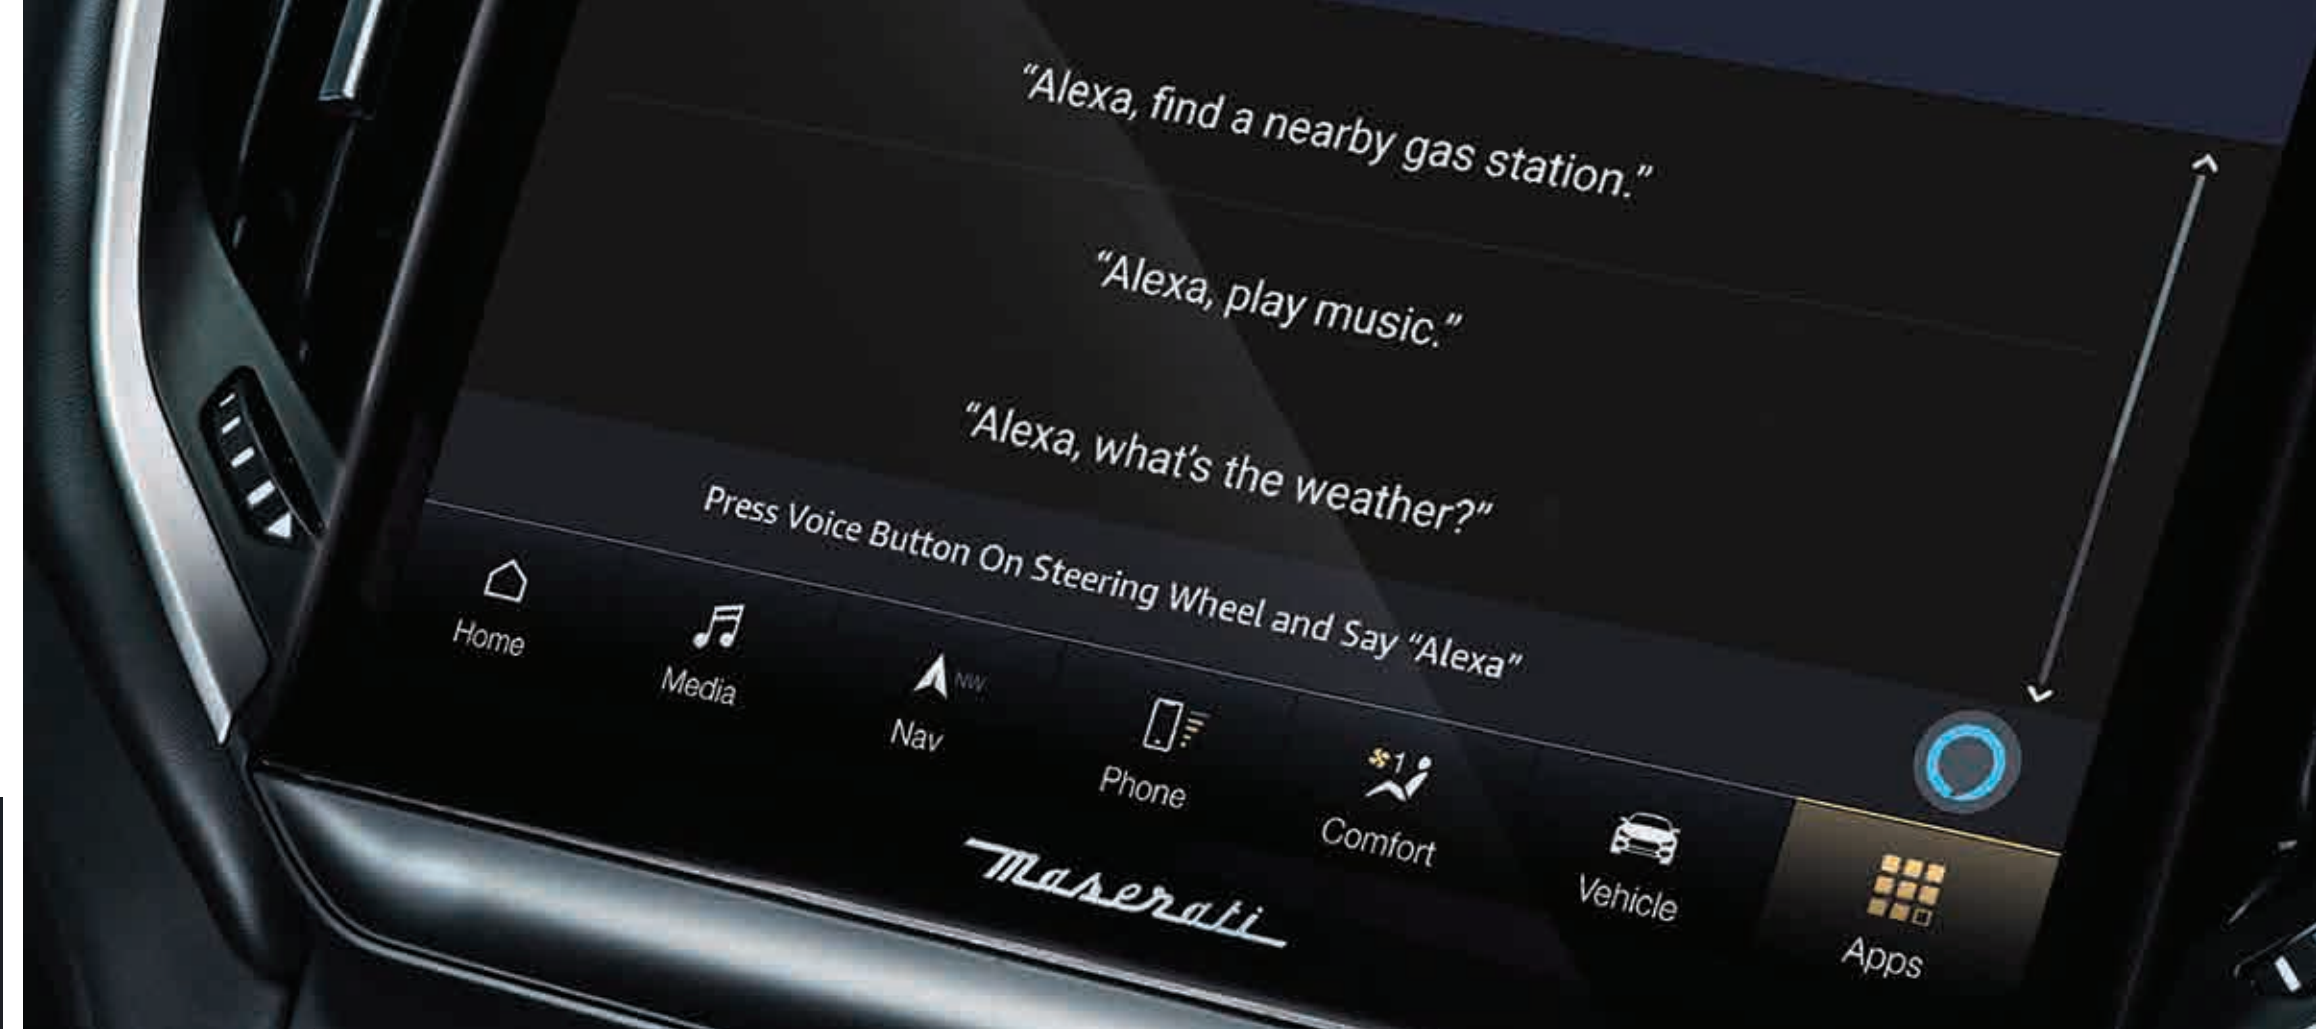 “Alexa, find a nearby gas station.”
“Alexa, play music.”
“Alexa, what's the weather?”
Press Voice Button On Steering Wheel and Say “Alexa”
Home
Media
NW
Nav
Phone
1
Comfort
Vehicle
Apps
Maserati